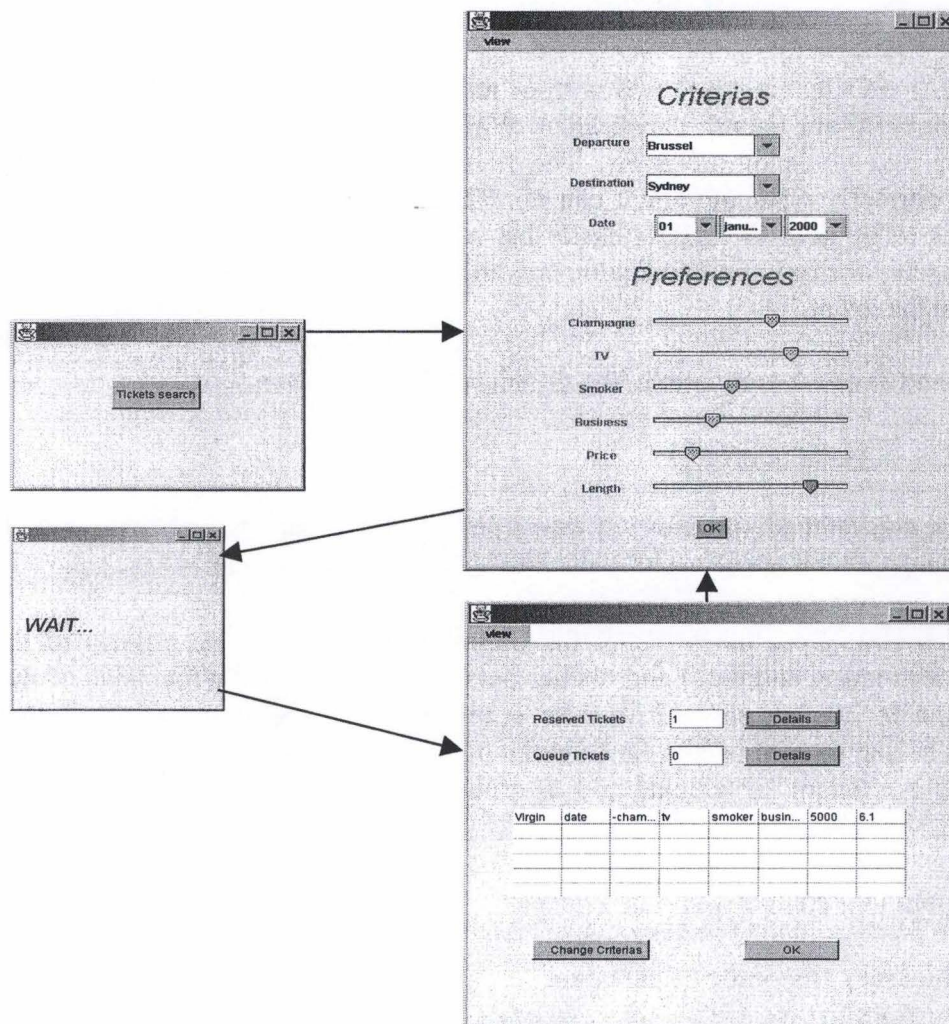 view
Criterias
Departure Brussel
Destination Sydney
Date 01 janu... 2000
Preferences
Champagne
TV
Smoker
Business
Price
Length
OK
Tickets search
WAIT...
view
Reserved Tickets 1 Details
Queue Tickets 0 Details
Virgin date -cham... tv smoker busin... 5000 6.1
Change Criterias OK